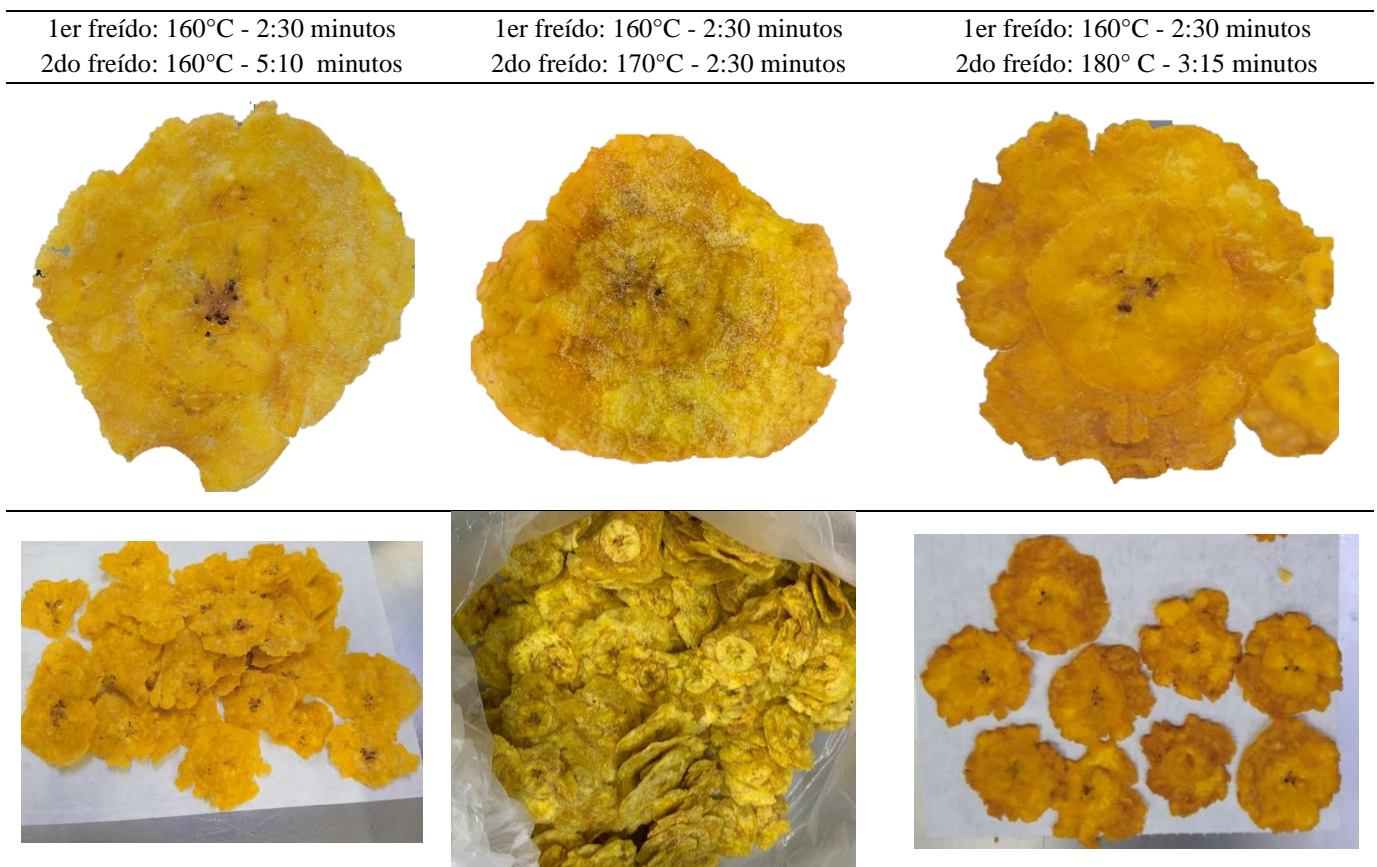 1er freído: 160°C - 2:30 minutos
2do freído: 160°C - 5:10 minutos
1er freído: 160°C - 2:30 minutos
2do freído: 170°C - 2:30 minutos
1er freído: 160°C - 2:30 minutos
2do freído: 180° C - 3:15 minutos